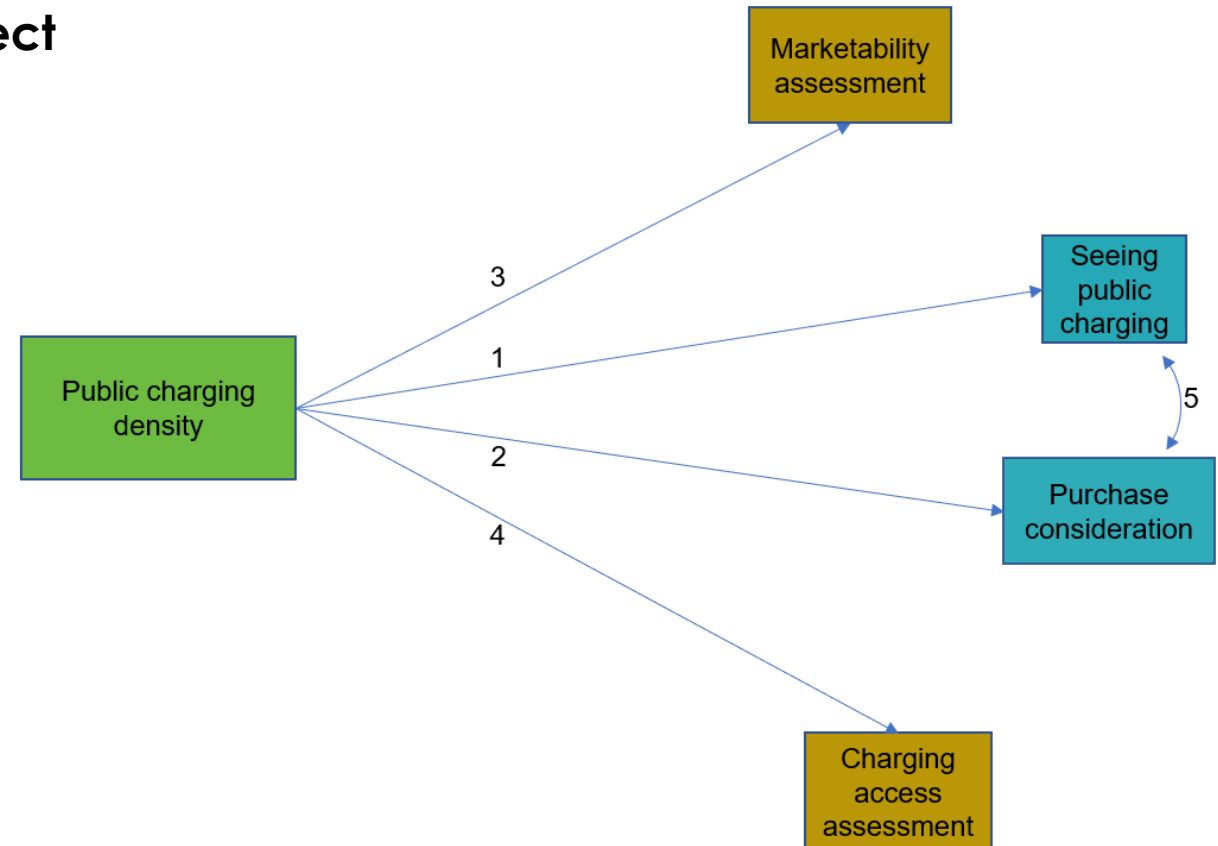 ect
Marketability
assessment
3
Seeing
public
charging
1
Public charging
density
5
2
Purchase
consideration
4
Charging
access
assessment